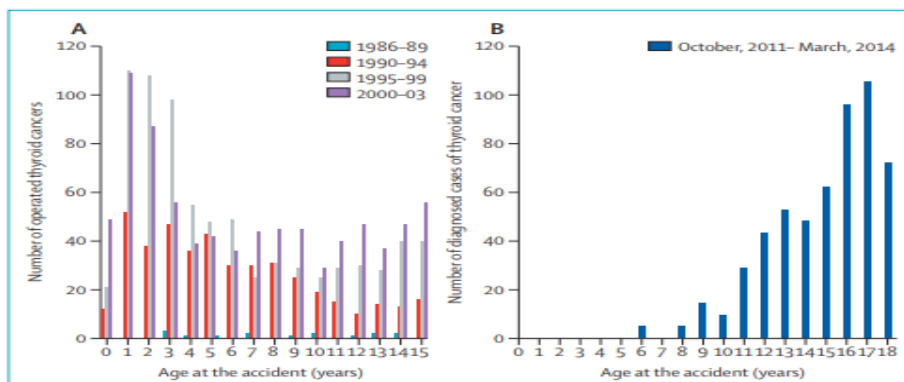 A
1986–89
1990–94
1995–99
2000–03
Number of operated thyroid cancers
120
100
80
60
40
20
0
0 1 2 3 4 5 6 7 8 9 10 11 12 13 14 15
Age at the accident (years)
B
October, 2011– March, 2014
Number of diagnosed cases of thyroid cancer
120
100
80
60
40
20
0
0 1 2 3 4 5 6 7 8 9 10 11 12 13 14 15 16 17 18
Age at the accident (years)